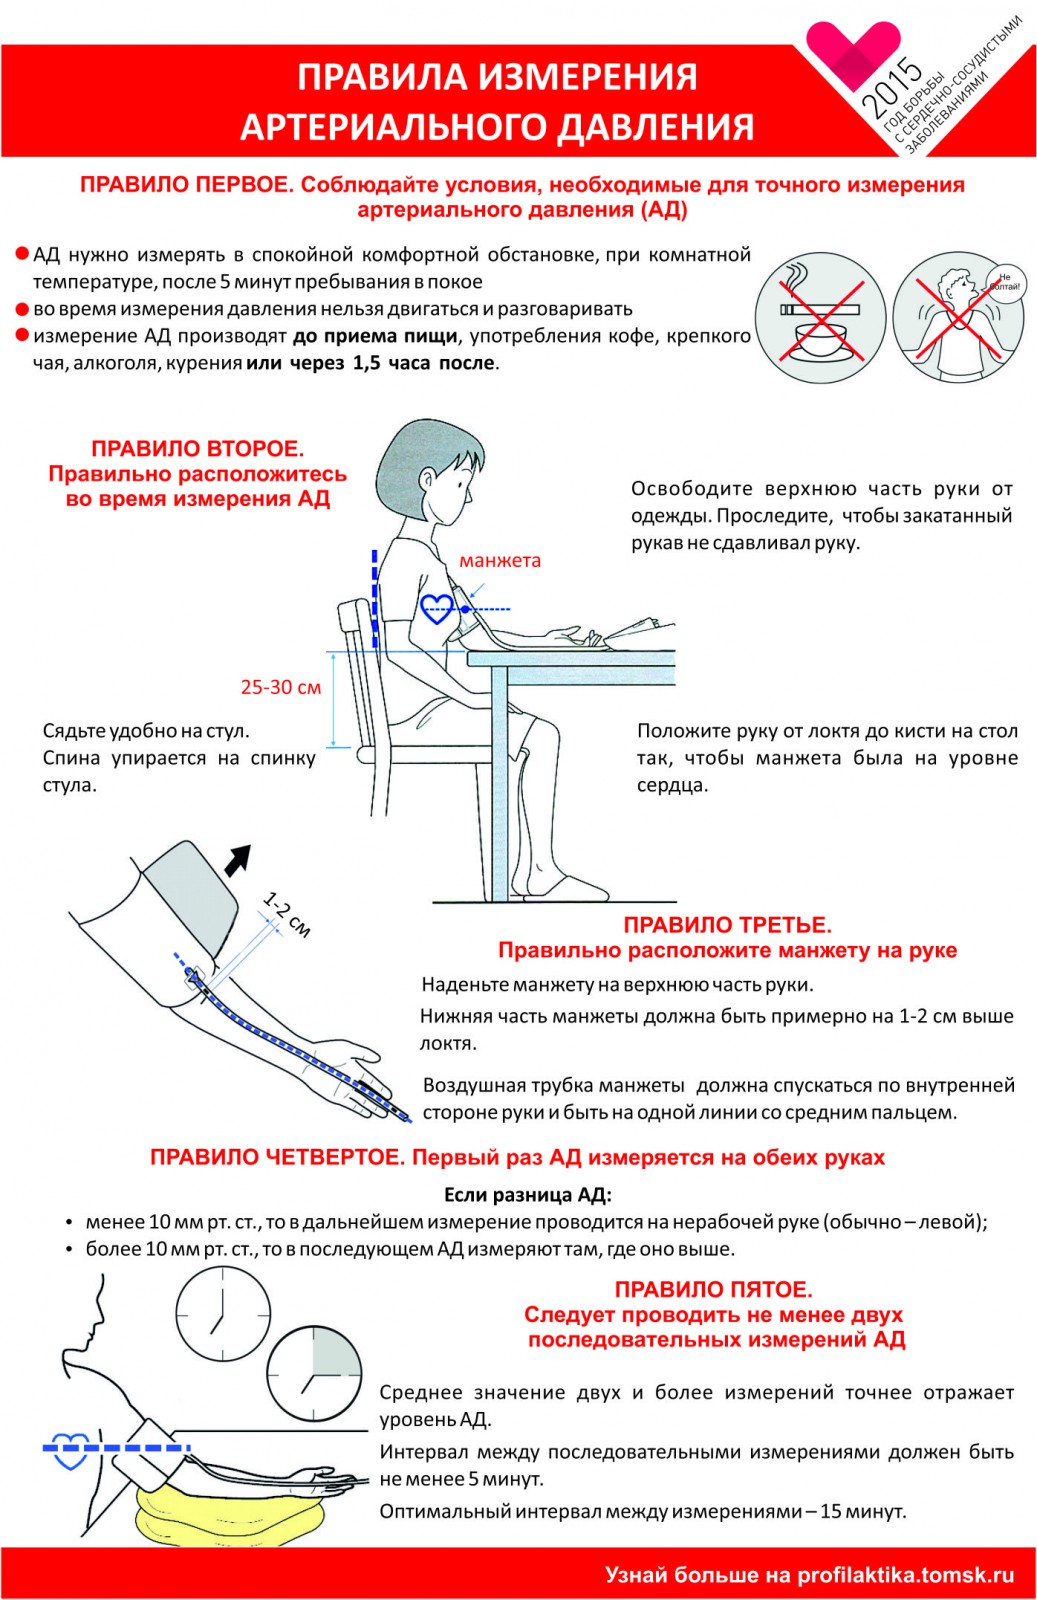 ПРАВИЛА ИЗМЕРЕНИЯ
АРТЕРИАЛЬНОГО ДАВЛЕНИЯ
2015
ГОД БОРЬБЫ
С СЕРДЕЧНО-СОСУДИСТЫМИ
ЗАБОЛЕВАНИЯМИ
ПРАВИЛО ПЕРВОЕ. Соблюдайте условия, необходимые для точного измерения
артериального давления (АД)
АД нужно измерять в спокойной комфортной обстановке, при комнатной
температуре, после 5 минут пребывания в покое
во время измерения давления нельзя двигаться и разговаривать
измерение АД производят до приема пищи, употребления кофе, крепкого
чая, алкоголя, курения или через 1,5 часа после.
Не
болтай!
ПРАВИЛО ВТОРОЕ.
Правильно расположитесь
во время измерения АД
Освободите верхнюю часть руки от
одежды. Проследите, чтобы закатанный
рукав не сдавливал руку.
манжета
25-30 см
Сядьте удобно на стул.
Спина упирается на спинку
стула.
Положите руку от локтя до кисти на стол
так, чтобы манжета была на уровне
сердца.
1-2 см
ПРАВИЛО ТРЕТЬЕ.
Правильно расположите манжету на руке
Наденьте манжету на верхнюю часть руки.
Нижняя часть манжеты должна быть примерно на 1-2 см выше
локтя.
Воздушная трубка манжеты должна спускаться по внутренней
стороне руки и быть на одной линии со средним пальцем.
ПРАВИЛО ЧЕТВЕРТОЕ. Первый раз АД измеряется на обеих руках
Если разница АД:
• менее 10 мм рт. ст., то в дальнейшем измерение проводится на нерабочей руке (обычно – левой);
• более 10 мм рт. ст., то в последующем АД измеряют там, где оно выше.
ПРАВИЛО ПЯТОЕ.
Следует проводить не менее двух
последовательных измерений АД
Среднее значение двух и более измерений точнее отражает
уровень АД.
Интервал между последовательными измерениями должен быть
не менее 5 минут.
Оптимальный интервал между измерениями – 15 минут.
Узнай больше на profilaktika.tomsk.ru